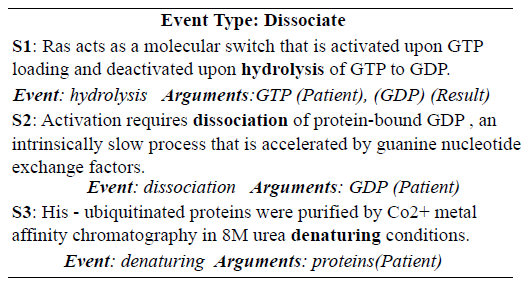 Event Type: Dissociate
S1: Ras acts as a molecular switch that is activated upon GTP
loading and deactivated upon hydrolysis of GTP to GDP.
Event: hydrolysis Arguments:GTP (Patient), (GDP) (Result)
S2: Activation requires dissociation of protein-bound GDP , an
intrinsically slow process that is accelerated by guanine nucleotide
exchange factors.
Event: dissociation Arguments: GDP (Patient)
S3: His - ubiquitinated proteins were purified by Co2+ metal
affinity chromatography in 8M urea denaturing conditions.
Event: denaturing Arguments: proteins(Patient)